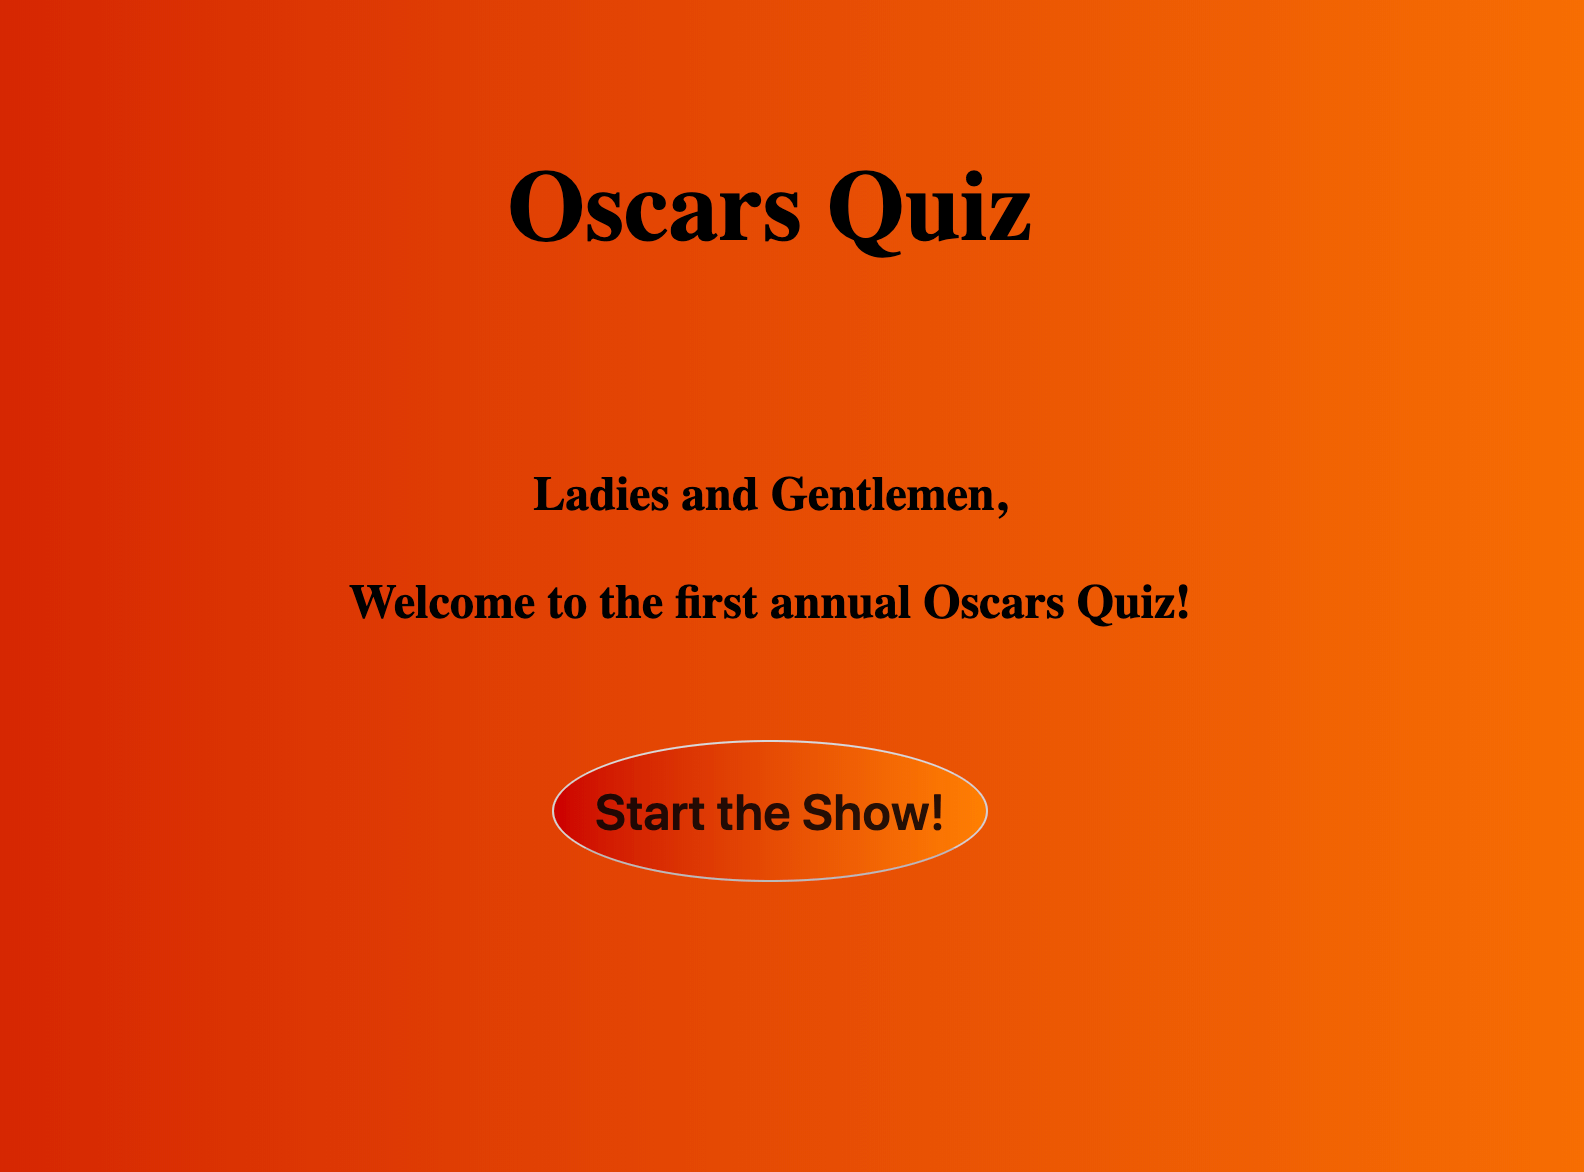 Oscars Quiz
Ladies and Gentlemen,
Welcome to the first annual Oscars Quiz!
Start the Show!